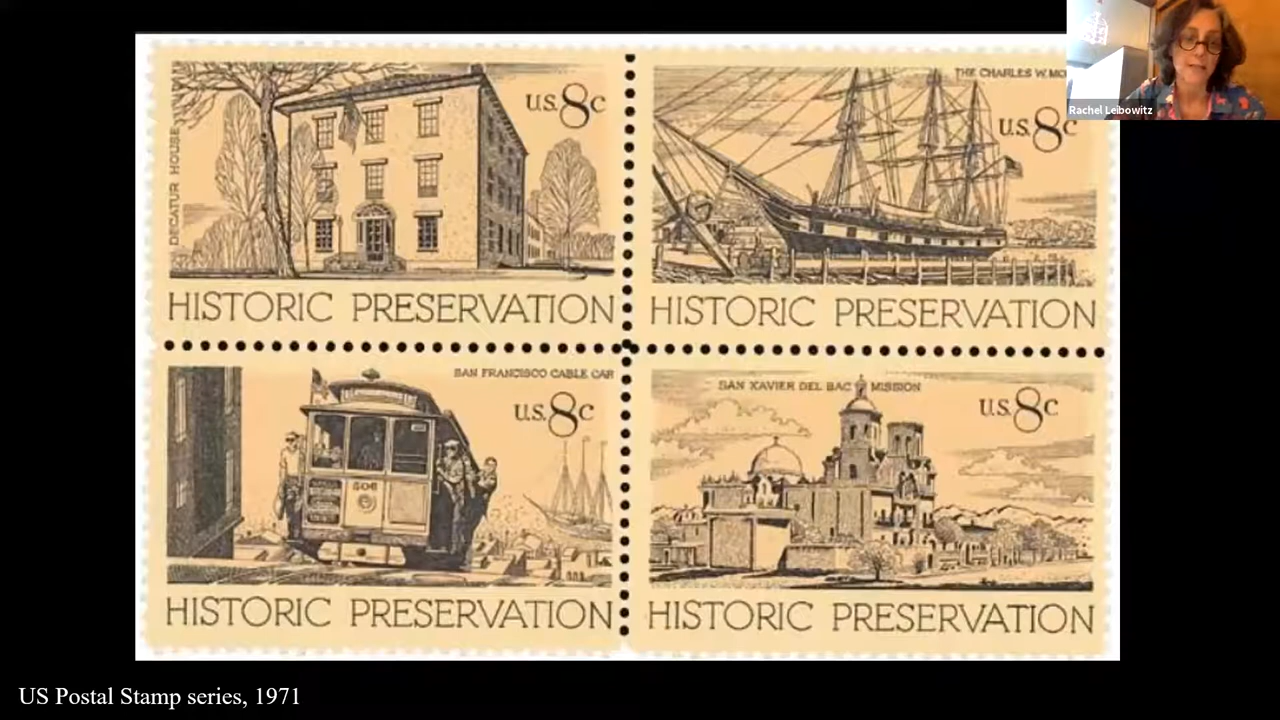 DECATUR HOUSE
U.S. 8c
HISTORIC PRESERVATION
THE CHARLES W.
U.S. 8c
HISTORIC PRESERVATION
SAN FRANCISCO CABLE CAR
U.S. 8c
506
HISTORIC PRESERVATION
SAN XAVIER DEL BAC MISSION
U.S. 8c
HISTORIC PRESERVATION
Rachel Leibowitz
US Postal Stamp series, 1971